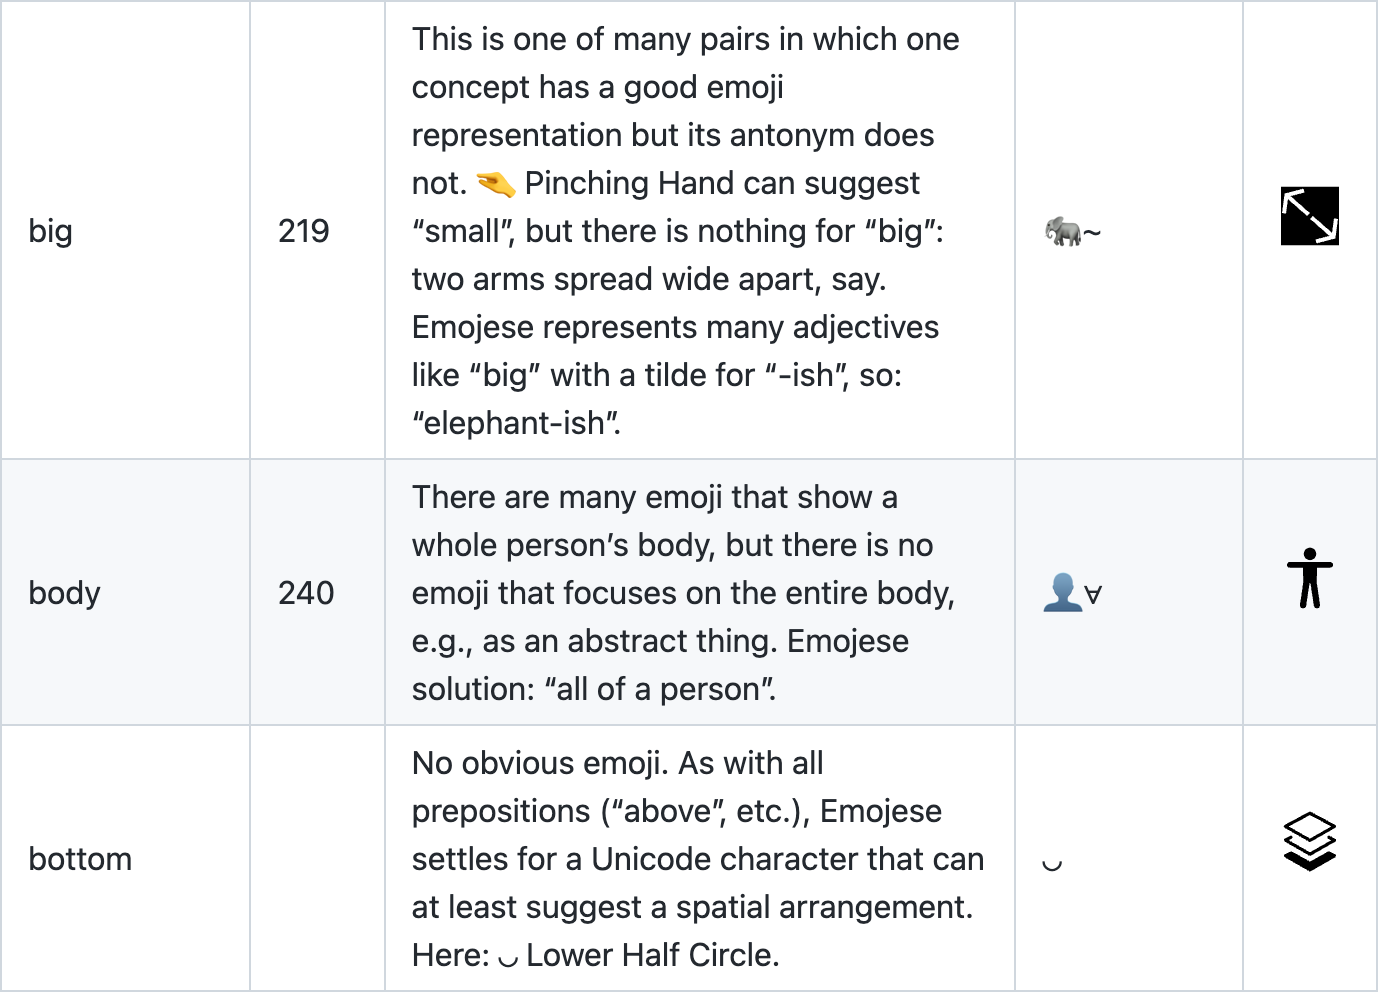 big
219
This is one of many pairs in which one
concept has a good emoji
representation but its antonym does
not. 🫳 Pinching Hand can suggest
“small”, but there is nothing for “big”:
two arms spread wide apart, say.
Emojese represents many adjectives
like “big” with a tilde for “-ish”, so:
“elephant-ish”.
🐘~
body
240
There are many emoji that show a
whole person’s body, but there is no
emoji that focuses on the entire body,
e.g., as an abstract thing. Emojese
solution: “all of a person”.
👤∀
bottom
No obvious emoji. As with all
prepositions (“above”, etc.), Emojese
settles for a Unicode character that can
at least suggest a spatial arrangement.
Here: ◡ Lower Half Circle.
◡